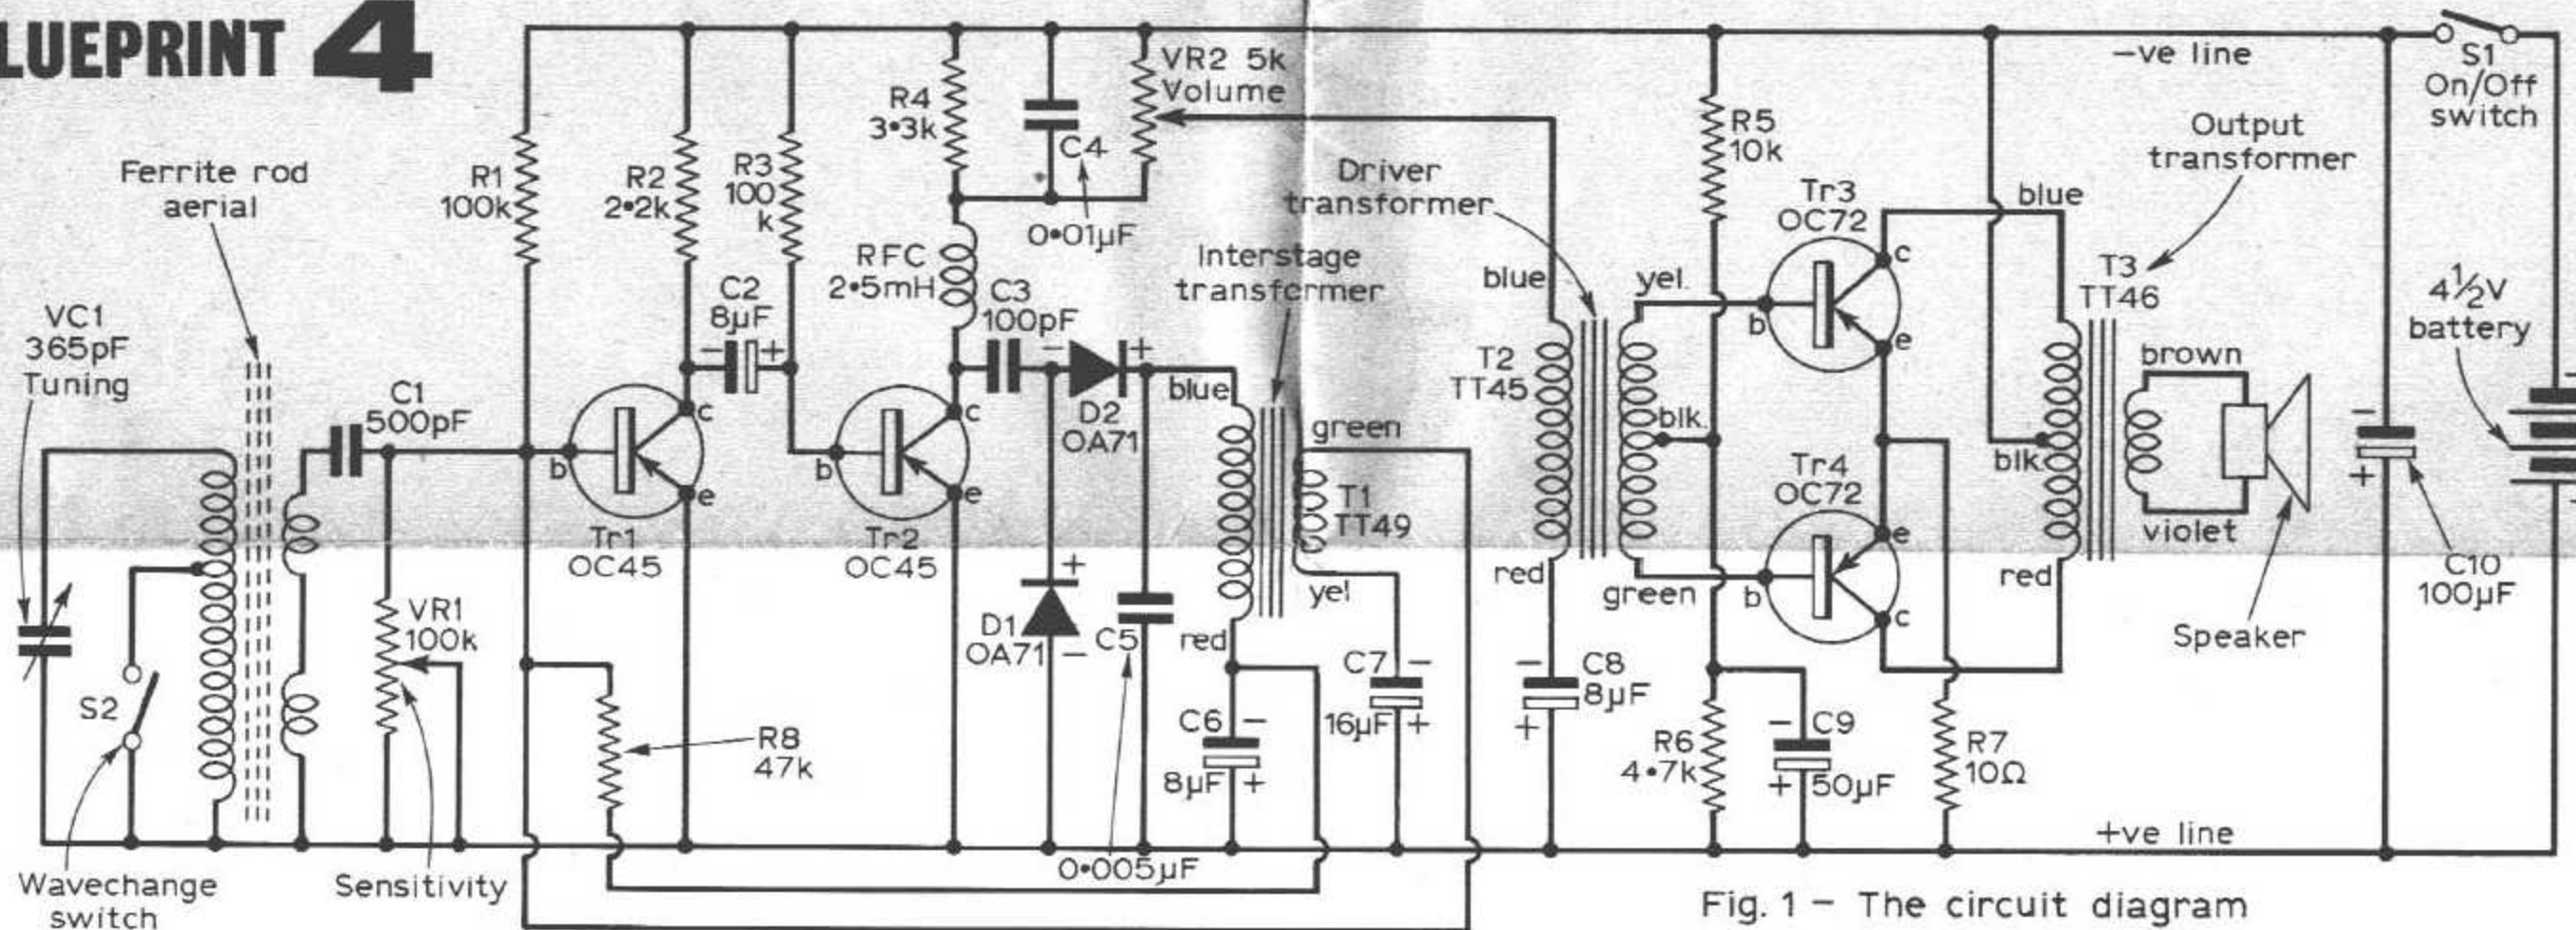 LUEPRINT 4
Ferrite rod
aerial
VC1
365pF
Tuning
C1
500pF
S2
Wavechange
switch
VR1
100k
Sensitivity
R1
100k
R2
2•2k
R3
100
k
C2
8µF
- +
b
c
e
Tr1
OC45
R8
47k
R4
3•3k
C4
0•01µF
VR2 5k
Volume
RFC
2•5mH
C3
100pF
b
c
e
Tr2
OC45
- +
D2
OA71
+
D1
OA71 -
C5
0•005µF
Interstage
transformer
blue
red
green
T1
TT49
yel
C6 -
8µF +
C7 -
16µF +
Driver
transformer
blue
T2
TT45
red
yel.
blk.
green
-
C8
8µF
+
R5
10k
R6
4•7k
- C9
+ 50µF
R7
10Ω
Tr3
OC72
b
c
e
Tr4
OC72
b
e
c
Output
transformer
blue
T3
TT46
blk.
red
brown
violet
Speaker
-ve line
+ve line
S1
On/Off
switch
4½V
battery
-
-
+
C10
100µF
Fig. 1 - The circuit diagram